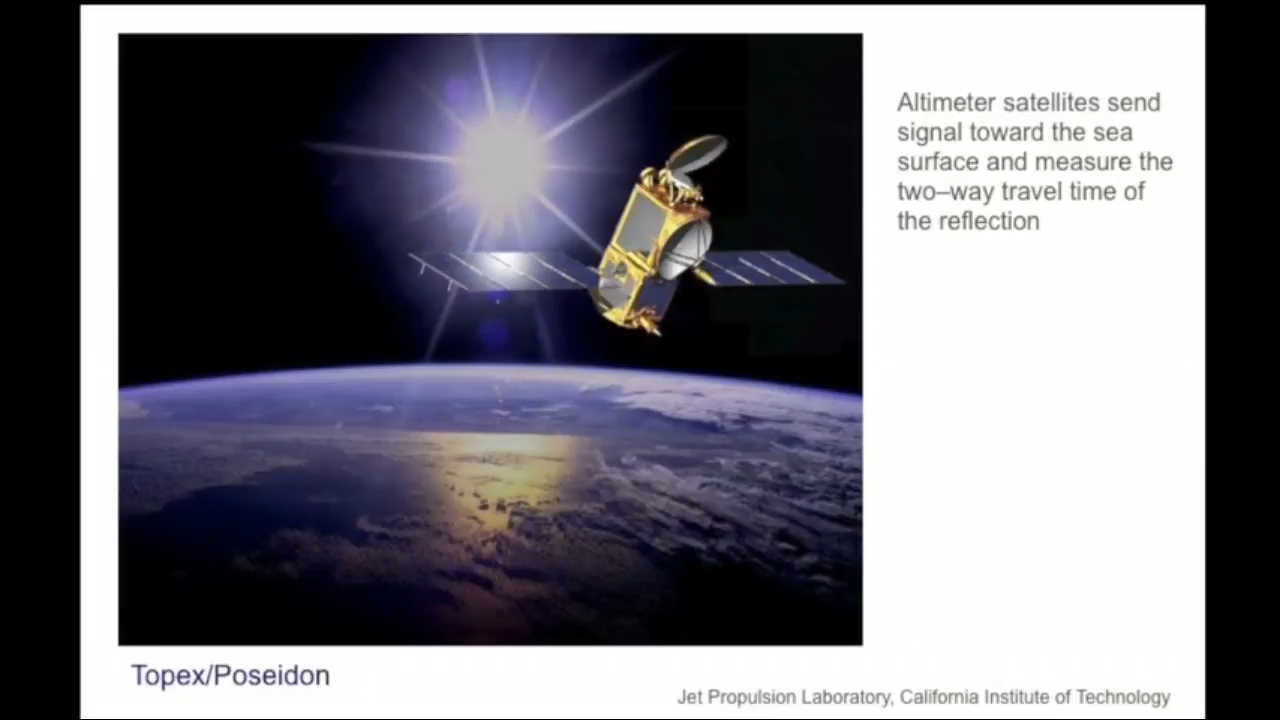 Altimeter satellites send
signal toward the sea
surface and measure the
two–way travel time of
the reflection
Topex/Poseidon
Jet Propulsion Laboratory, California Institute of Technology